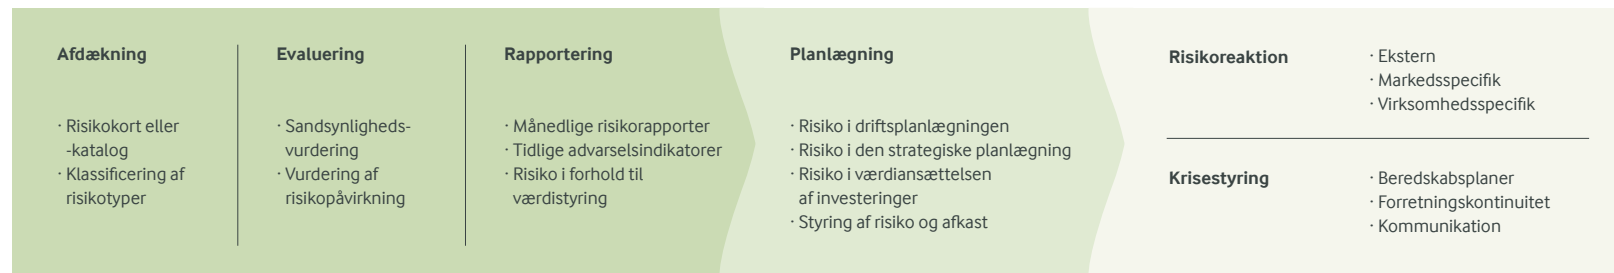 Afdækning
· Risikokort eller
-katalog
· Klassificering af
risikotyper
Evaluering
· Sandsynligheds-
vurdering
· Vurdering af
risikopåvirkning
Rapportering
· Månedlige risikorapporter
· Tidlige advarselsindikatorer
· Risiko i forhold til
værdistyring
Planlægning
· Risiko i driftsplanlægningen
· Risiko i den strategiske planlægning
· Risiko i værdiansættelsen
af investeringer
· Styring af risiko og afkast
Risikoreaktion
· Ekstern
· Markedsspecifik
· Virksomhedsspecifik
Krisestyring
· Beredskabsplaner
· Forretningskontinuitet
· Kommunikation